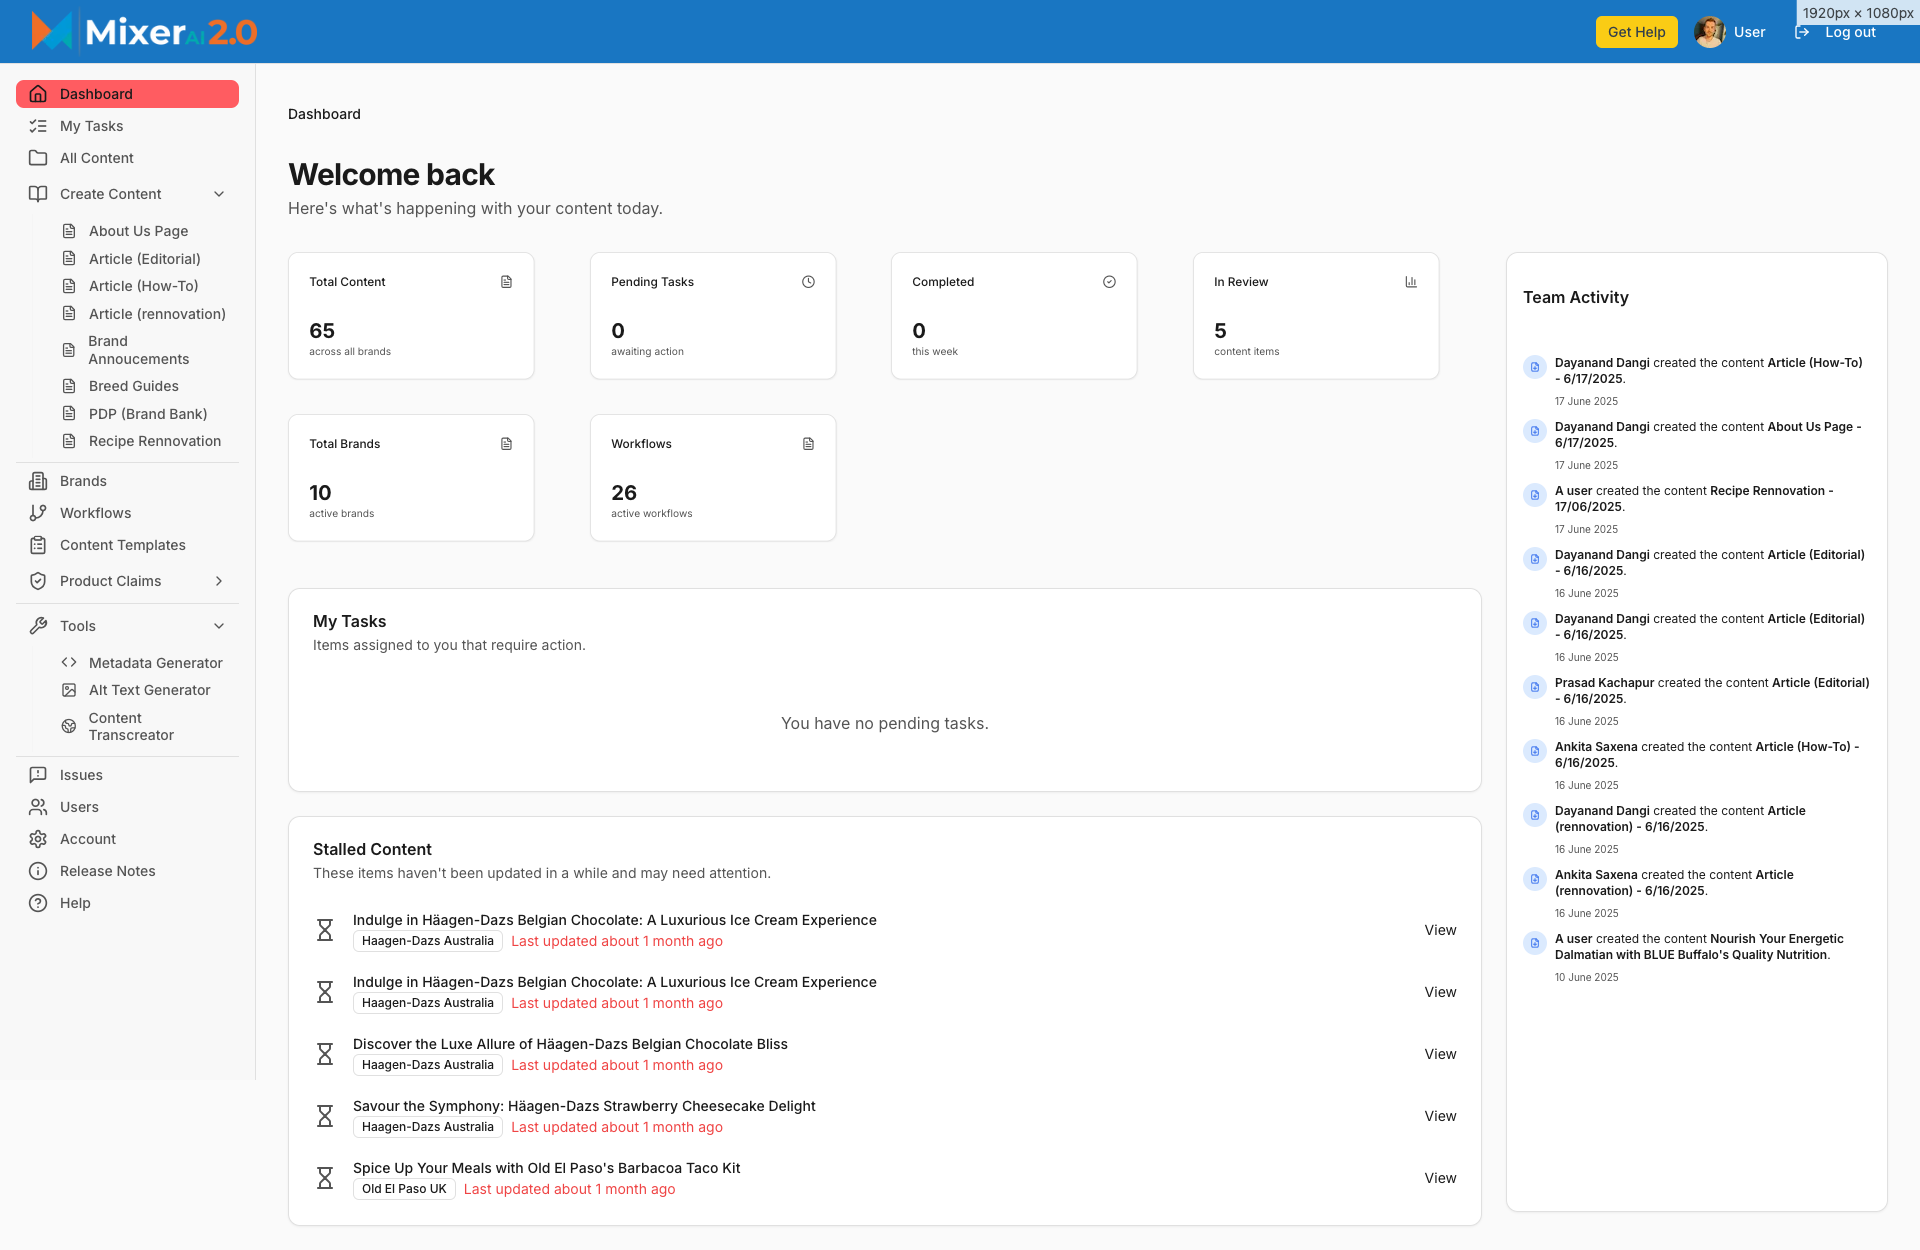 MixerAI 2.0
Get Help
User
1920px × 1080px
Log out
Dashboard
My Tasks
All Content
Create Content
About Us Page
Article (Editorial)
Article (How-To)
Article (rennovation)
Brand
Annoucements
Breed Guides
PDP (Brand Bank)
Recipe Rennovation
Brands
Workflows
Content Templates
Product Claims
Tools
Metadata Generator
Alt Text Generator
Content
Transcreator
Issues
Users
Account
Release Notes
Help
Dashboard
Welcome back
Here's what's happening with your content today.
Total Content
65
across all brands
Pending Tasks
0
awaiting action
Completed
0
this week
In Review
5
content items
Total Brands
10
active brands
Workflows
26
active workflows
My Tasks
Items assigned to you that require action.
You have no pending tasks.
Stalled Content
These items haven't been updated in a while and may need attention.
Indulge in Häagen-Dazs Belgian Chocolate: A Luxurious Ice Cream Experience
Haagen-Dazs Australia Last updated about 1 month ago
View
Indulge in Häagen-Dazs Belgian Chocolate: A Luxurious Ice Cream Experience
Haagen-Dazs Australia Last updated about 1 month ago
View
Discover the Luxe Allure of Häagen-Dazs Belgian Chocolate Bliss
Haagen-Dazs Australia Last updated about 1 month ago
View
Savour the Symphony: Häagen-Dazs Strawberry Cheesecake Delight
Haagen-Dazs Australia Last updated about 1 month ago
View
Spice Up Your Meals with Old El Paso's Barbacoa Taco Kit
Old El Paso UK Last updated about 1 month ago
View
Team Activity
Dayanand Dangi created the content Article (How-To)
- 6/17/2025.
17 June 2025
Dayanand Dangi created the content About Us Page -
6/17/2025.
17 June 2025
A user created the content Recipe Rennovation -
17/06/2025.
17 June 2025
Dayanand Dangi created the content Article (Editorial)
- 6/16/2025.
16 June 2025
Dayanand Dangi created the content Article (Editorial)
- 6/16/2025.
16 June 2025
Prasad Kachapur created the content Article (Editorial)
- 6/16/2025.
16 June 2025
Ankita Saxena created the content Article (How-To) -
6/16/2025.
16 June 2025
Dayanand Dangi created the content Article
(rennovation) - 6/16/2025.
16 June 2025
Ankita Saxena created the content Article
(rennovation) - 6/16/2025.
16 June 2025
A user created the content Nourish Your Energetic
Dalmatian with BLUE Buffalo's Quality Nutrition.
10 June 2025